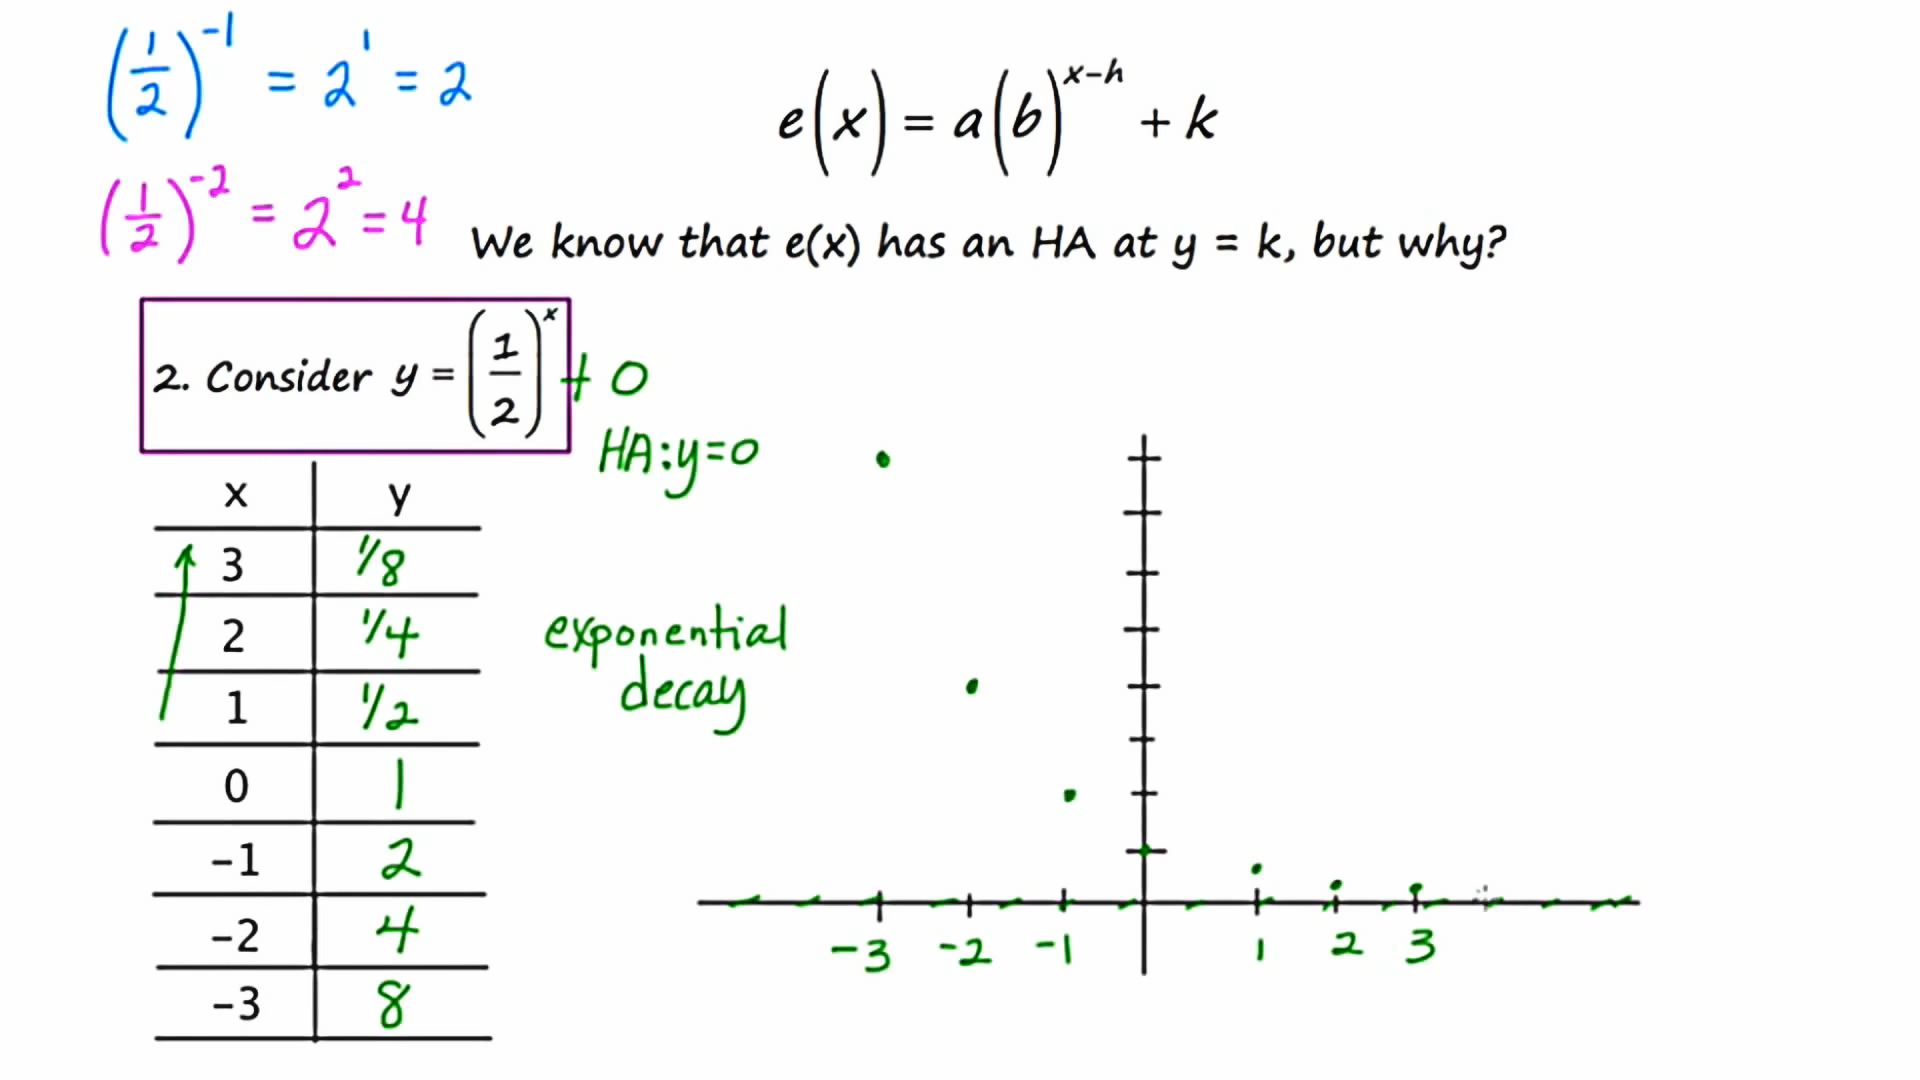 (1/2)^-1 = 2^1 = 2
e(x) = a(b)^x-h + k
(1/2)^-2 = 2^2 = 4
We know that e(x) has an HA at y = k, but why?
2. Consider y = (1/2)^x + 0
HA: y=0
x y
3 1/8
2 1/4
1 1/2
0 1
-1 2
-2 4
-3 8
exponential
decay
-3 -2 -1 1 2 3